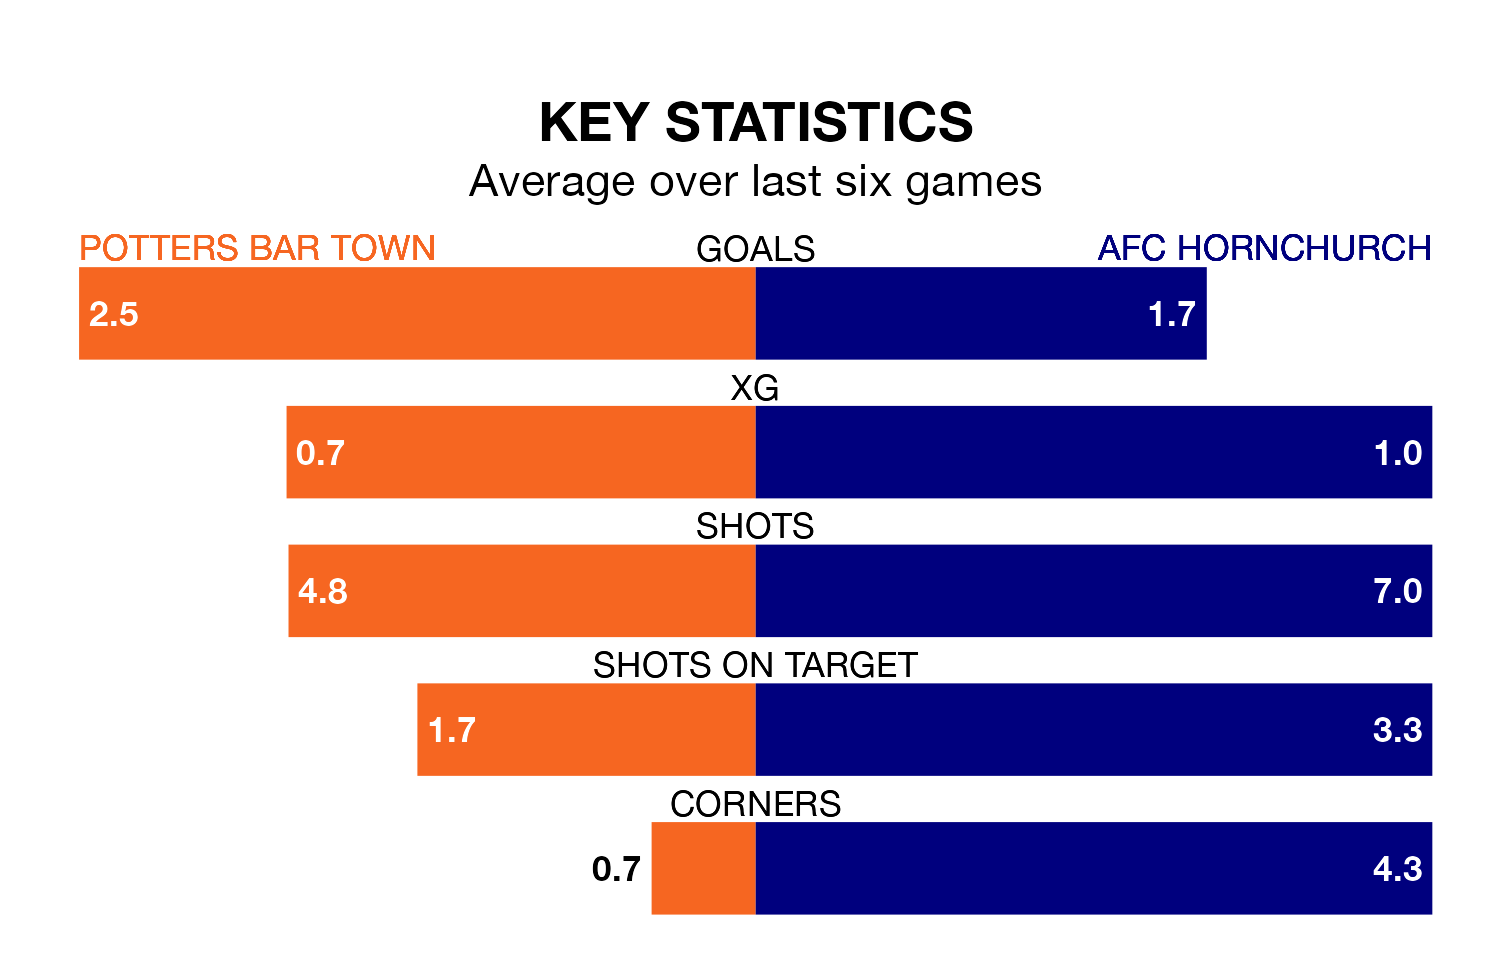 KEY STATISTICS
Average over last six games
POTTERS BAR TOWN GOALS AFC HORNCHURCH
2.5 1.7
XG
0.7 1.0
SHOTS
4.8 7.0
SHOTS ON TARGET
1.7 3.3
CORNERS
0.7 4.3